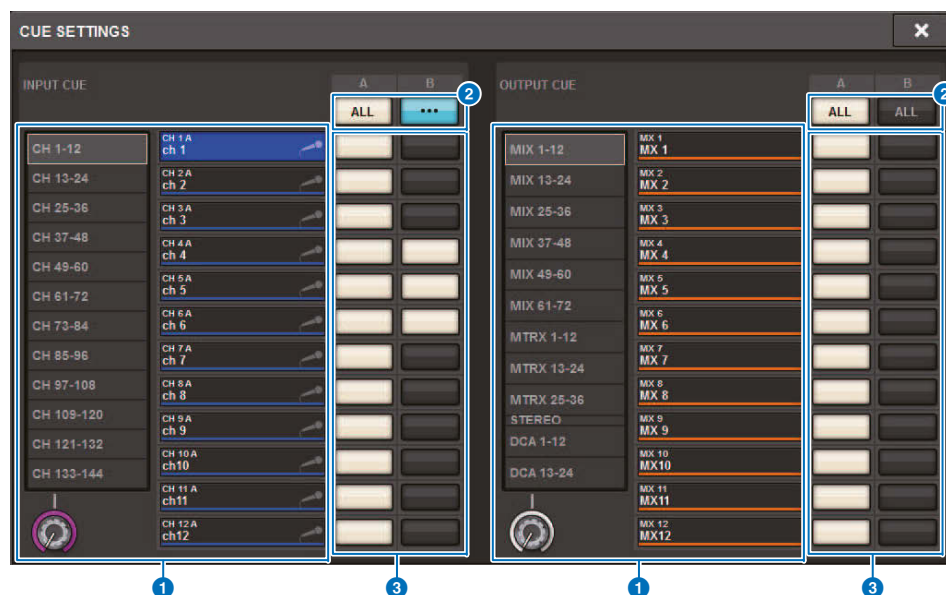 CUE SETTINGS
×
INPUT CUE
A B
ALL ...
2
CH 1-12
CH 13-24
CH 25-36
CH 37-48
CH 49-60
CH 61-72
CH 73-84
CH 85-96
CH 97-108
CH 109-120
CH 121-132
CH 133-144
CH 1 A
ch 1
CH 2 A
ch 2
CH 3 A
ch 3
CH 4 A
ch 4
CH 5 A
ch 5
CH 6 A
ch 6
CH 7 A
ch 7
CH 8 A
ch 8
CH 9 A
ch 9
CH 10 A
ch10
CH 11 A
ch11
CH 12 A
ch12
1
3
OUTPUT CUE
A B
ALL ALL
2
MIX 1-12
MIX 13-24
MIX 25-36
MIX 37-48
MIX 49-60
MIX 61-72
MTRX 1-12
MTRX 13-24
MTRX 25-36
STEREO
DCA 1-12
DCA 13-24
MX 1
MX 1
MX 2
MX 2
MX 3
MX 3
MX 4
MX 4
MX 5
MX 5
MX 6
MX 6
MX 7
MX 7
MX 8
MX 8
MX 9
MX 9
MX 10
MX10
MX 11
MX11
MX 12
MX12
1
3